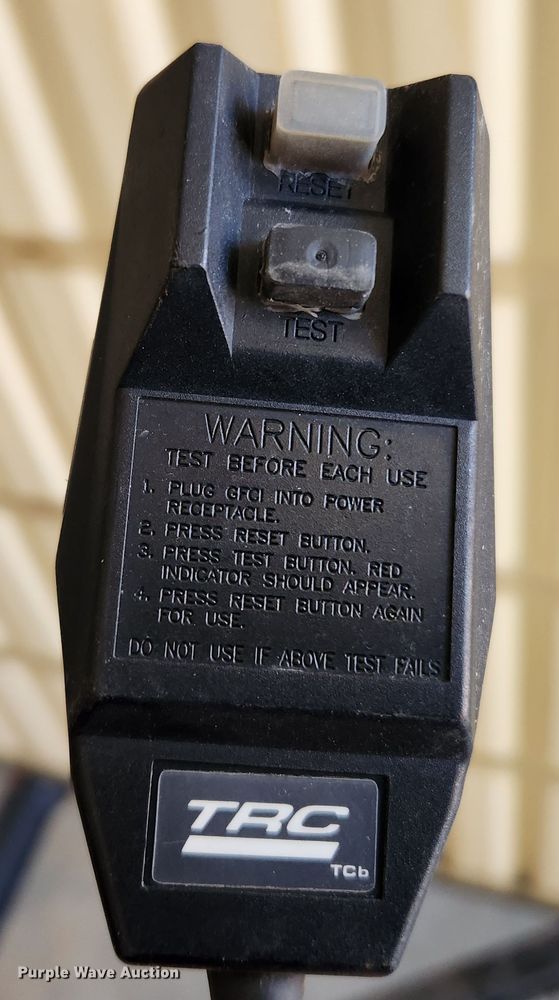 RESET
TEST
WARNING:
TEST BEFORE EACH USE
1. PLUG GFCI INTO POWER
RECEPTACLE.
2. PRESS RESET BUTTON.
3. PRESS TEST BUTTON. RED
INDICATOR SHOULD APPEAR.
4. PRESS RESET BUTTON AGAIN
FOR USE.
DO NOT USE IF ABOVE TEST FAILS
TRC
TCb
Purple Wave Auction